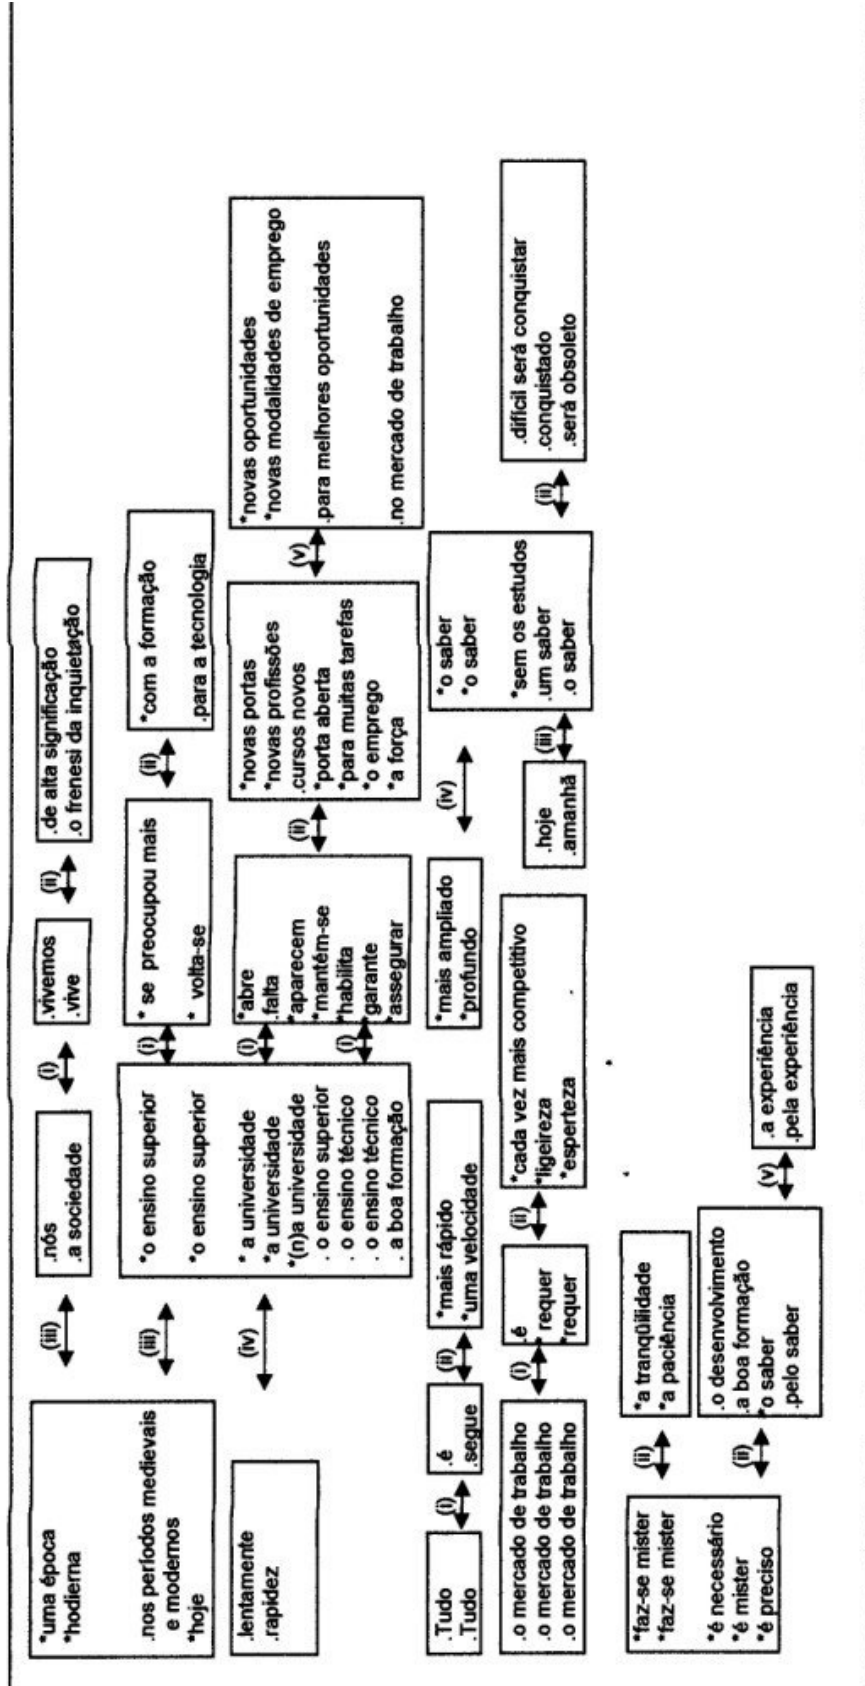 *uma época
*hodierna
.nos períodos medievais
e modernos
*hoje
(iii)
.nós
.a sociedade
(i)
.vivemos
.vive
(ii)
.de alta significação
.o frenesi da inquietação
(iii)
*o ensino superior
*o ensino superior
* a universidade
*a universidade
*(n)a universidade
. o ensino superior
. o ensino técnico
. o ensino técnico
. a boa formação
(i)
* se preocupou mais
* volta-se
(ii)
*com a formação
.para a tecnologia
.lentamente
.rapidez
(iv)
(i)
(i)
*abre
.falta
*aparecem
*mantém-se
*habilita
*garante
*assegurar
(ii)
*novas portas
*novas profissões
.cursos novos
*porta aberta
*para muitas tarefas
*o emprego
*a força
(v)
*novas oportunidades
*novas modalidades de emprego
.para melhores oportunidades
.no mercado de trabalho
.Tudo
.Tudo
(i)
.é
.segue
(ii)
*mais rápido
*uma velocidade
*mais ampliado
*profundo
(iv)
*o saber
*o saber
*sem os estudos
.um saber
.o saber
.o mercado de trabalho
.o mercado de trabalho
.o mercado de trabalho
(i)
.é
* requer
*requer
(ii)
*cada vez mais competitivo
*ligeireza
*esperteza
.hoje
.amanhã
(iii)
(ii)
.difícil será conquistar
.conquistado
.será obsoleto
*faz-se mister
*faz-se mister
*é necessário
*é mister
*é preciso
(ii)
*a tranqüilidade
*a paciência
(ii)
.o desenvolvimento
.a boa formação
*o saber
.pelo saber
(v)
.a experiência
.pela experiência